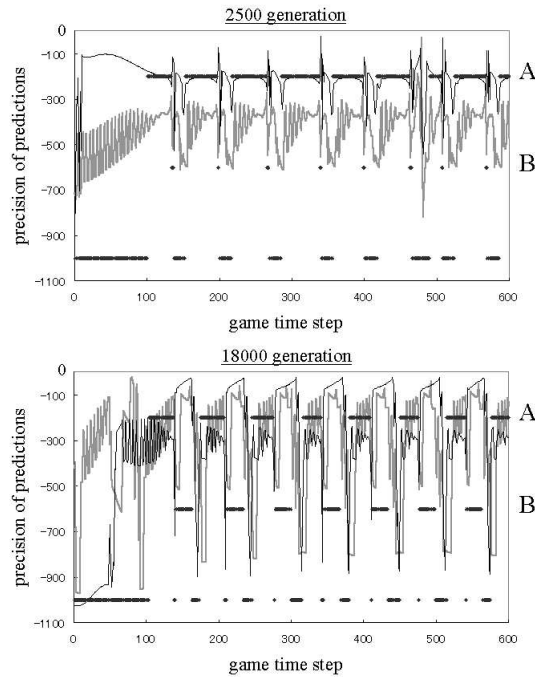 2500 generation
0
-100
-300
-500
-700
-900
-1100
precision of predictions
A
B
0 100 200 300 400 500 600
game time step
18000 generation
0
-100
-300
-500
-700
-900
-1100
precision of predictions
A
B
0 100 200 300 400 500 600
game time step